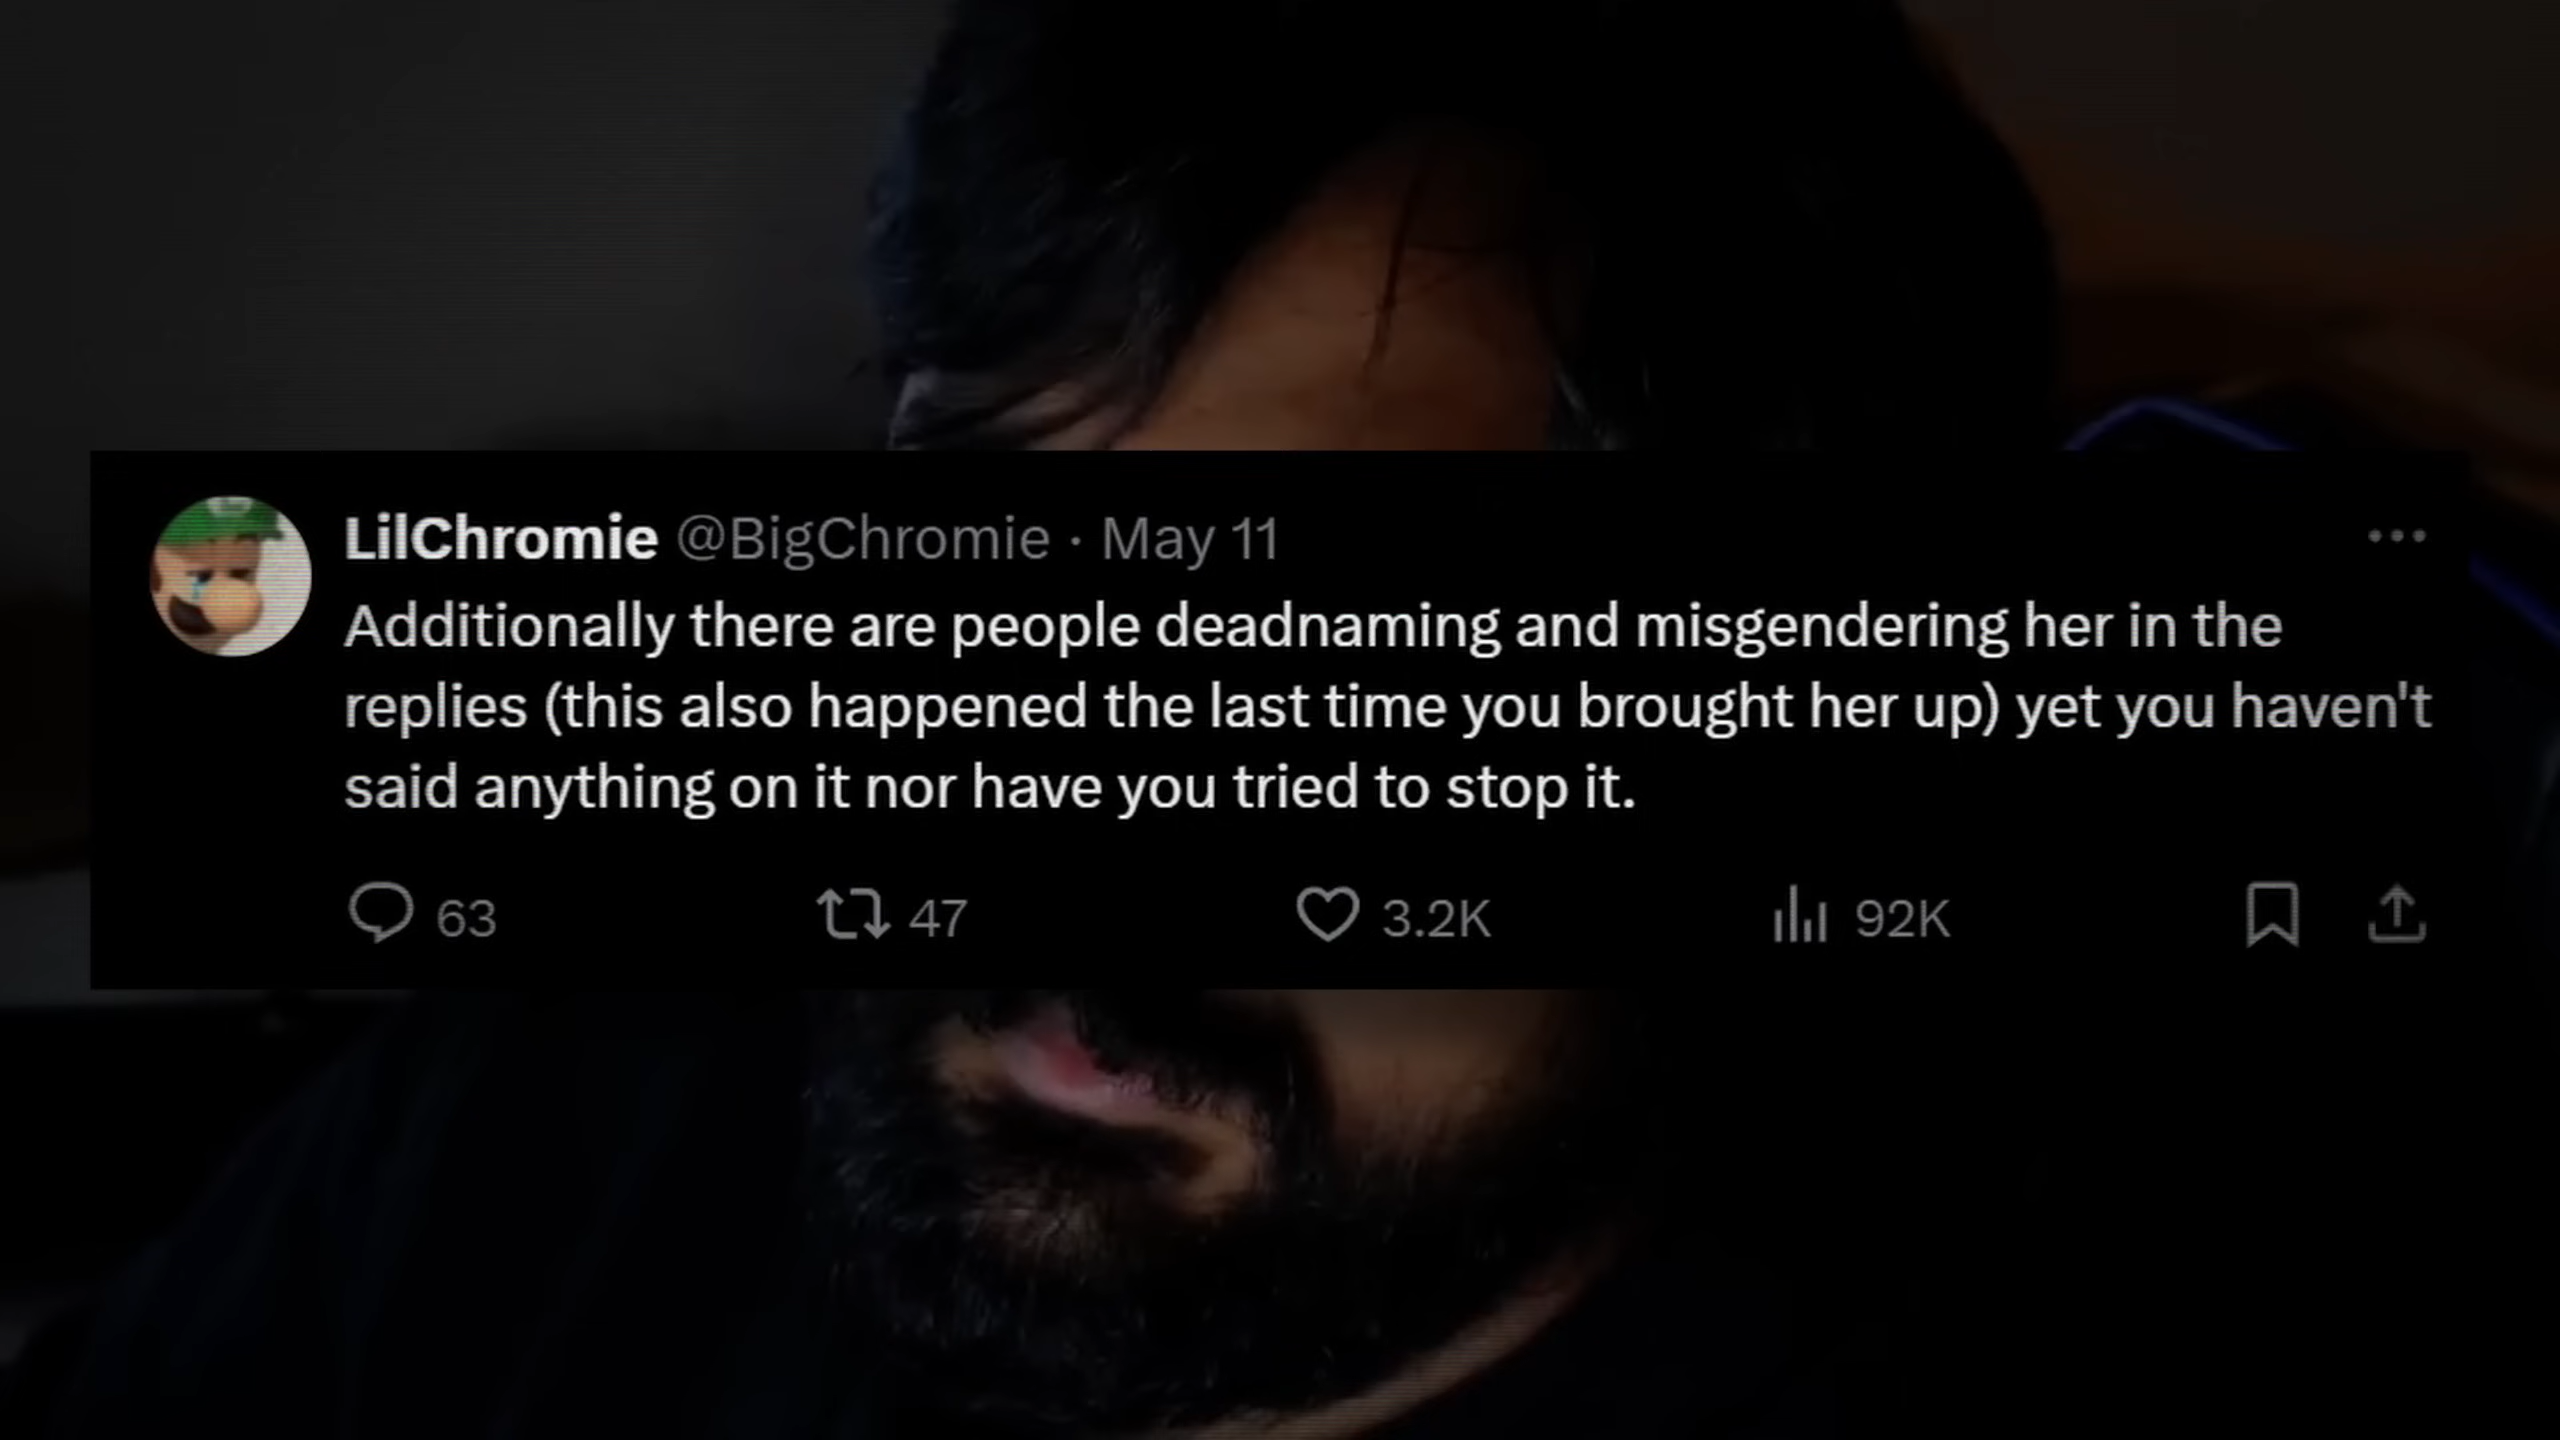 LilChromie @BigChromie · May 11
Additionally there are people deadnaming and misgendering her in the
replies (this also happened the last time you brought her up) yet you haven't
said anything on it nor have you tried to stop it.
63 47 3.2K 92K